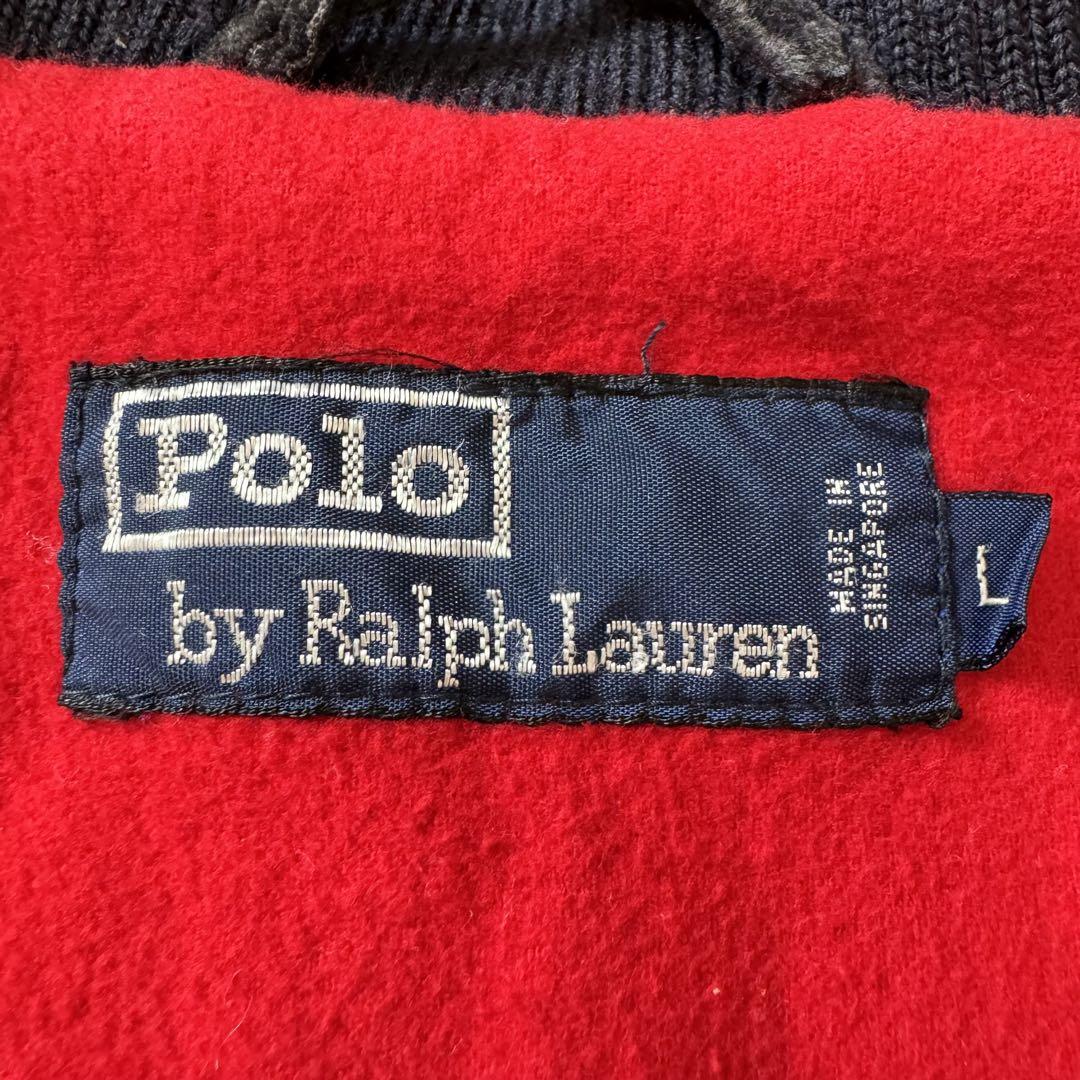 Polo
by Ralph Lauren
MADE IN
SINGAPORE
L